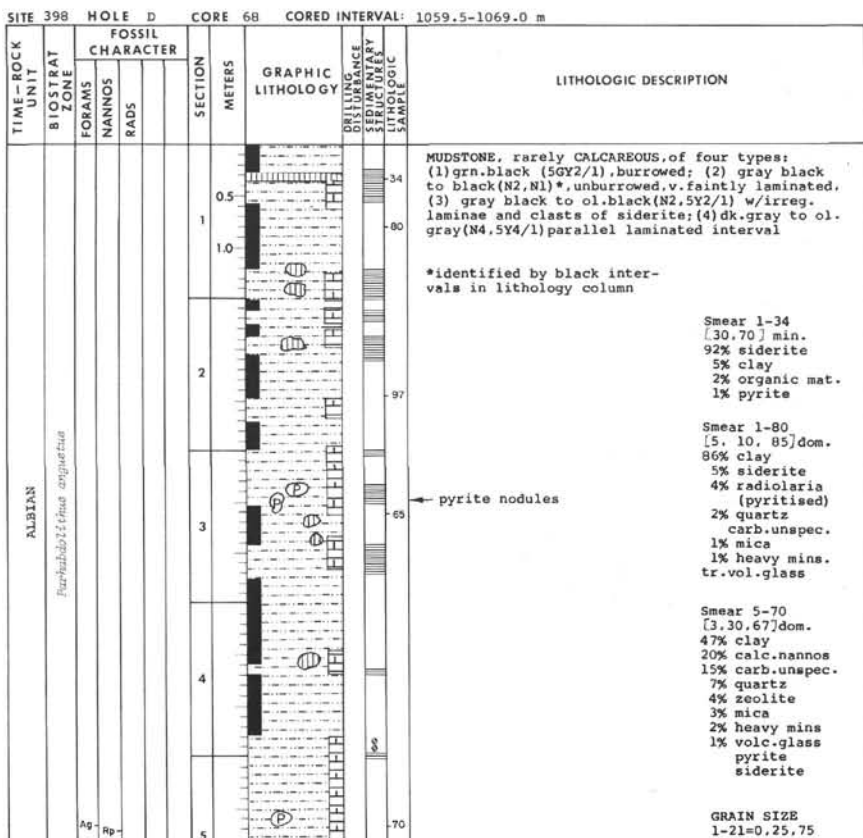 SITE 398 HOLE D CORE 68 CORED INTERVAL: 1059.5-1069.0 m
TIME-ROCK UNIT
BIOSTRAT ZONE
FOSSIL CHARACTER
FORAMS
NANNOS
RADS
SECTION
METERS
GRAPHIC LITHOLOGY
DRILLING DISTURBANCE
SEDIMENTARY STRUCTURES
LITHOLOGIC SAMPLE
LITHOLOGIC DESCRIPTION
ALBIAN
Parhabdolithus angustus
Ag
Rp
1
0.5
1.0
2
3
4
5
P
P
P
34
80
97
65
70
MUDSTONE, rarely CALCAREOUS,of four types:
(1)grn.black (5GY2/1),burrowed; (2) gray black
to black(N2,N1)*,unburrowed,v.faintly laminated.
(3) gray black to ol.black(N2,5Y2/1) w/irreg.
laminae and clasts of siderite;(4)dk.gray to ol.
gray(N4,5Y4/1)parallel laminated interval
*identified by black inter-
vals in lithology column
Smear 1-34
[30,70] min.
92% siderite
5% clay
2% organic mat.
1% pyrite
Smear 1-80
[5, 10, 85]dom.
86% clay
5% siderite
4% radiolaria
(pyritised)
2% quartz
carb.unspec.
1% mica
1% heavy mins.
tr.vol.glass
pyrite nodules
Smear 5-70
[3,30,67]dom.
47% clay
20% calc.nannos
15% carb.unspec.
7% quartz
4% zeolite
3% mica
2% heavy mins
1% volc.glass
pyrite
siderite
GRAIN SIZE
1-21=0,25,75